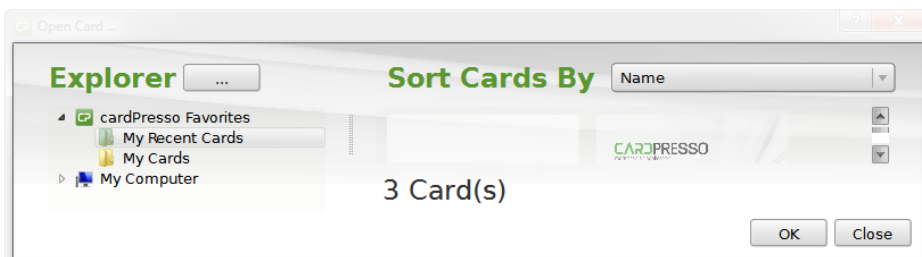 Open Card ...
Explorer ... Sort Cards By Name
cardPresso Favorites
My Recent Cards
My Cards
My Computer
CARDPRESSO
3 Card(s)
OK Close